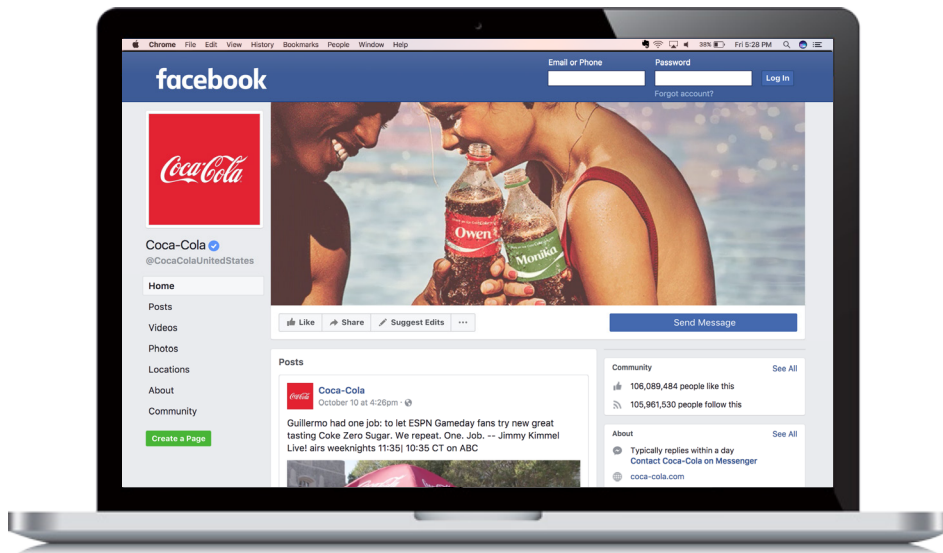 Chrome File Edit View History Bookmarks People Window Help 38% Fri 5:28 PM
facebook
Email or Phone
Password
Log In
Forgot account?
Coca-Cola
Owen
Monika
Coca-Cola
@CocaColaUnitedStates
Home
Posts
Videos
Photos
Locations
About
Community
Create a Page
Like Share Suggest Edits ...
Send Message
Posts
Coca-Cola
Coca-Cola
October 10 at 4:26pm ·
Guillermo had one job: to let ESPN Gameday fans try new great
tasting Coke Zero Sugar. We repeat. One. Job. -- Jimmy Kimmel
Live! airs weeknights 11:35| 10:35 CT on ABC
Community See All
106,089,484 people like this
105,961,530 people follow this
About See All
Typically replies within a day
Contact Coca-Cola on Messenger
coca-cola.com